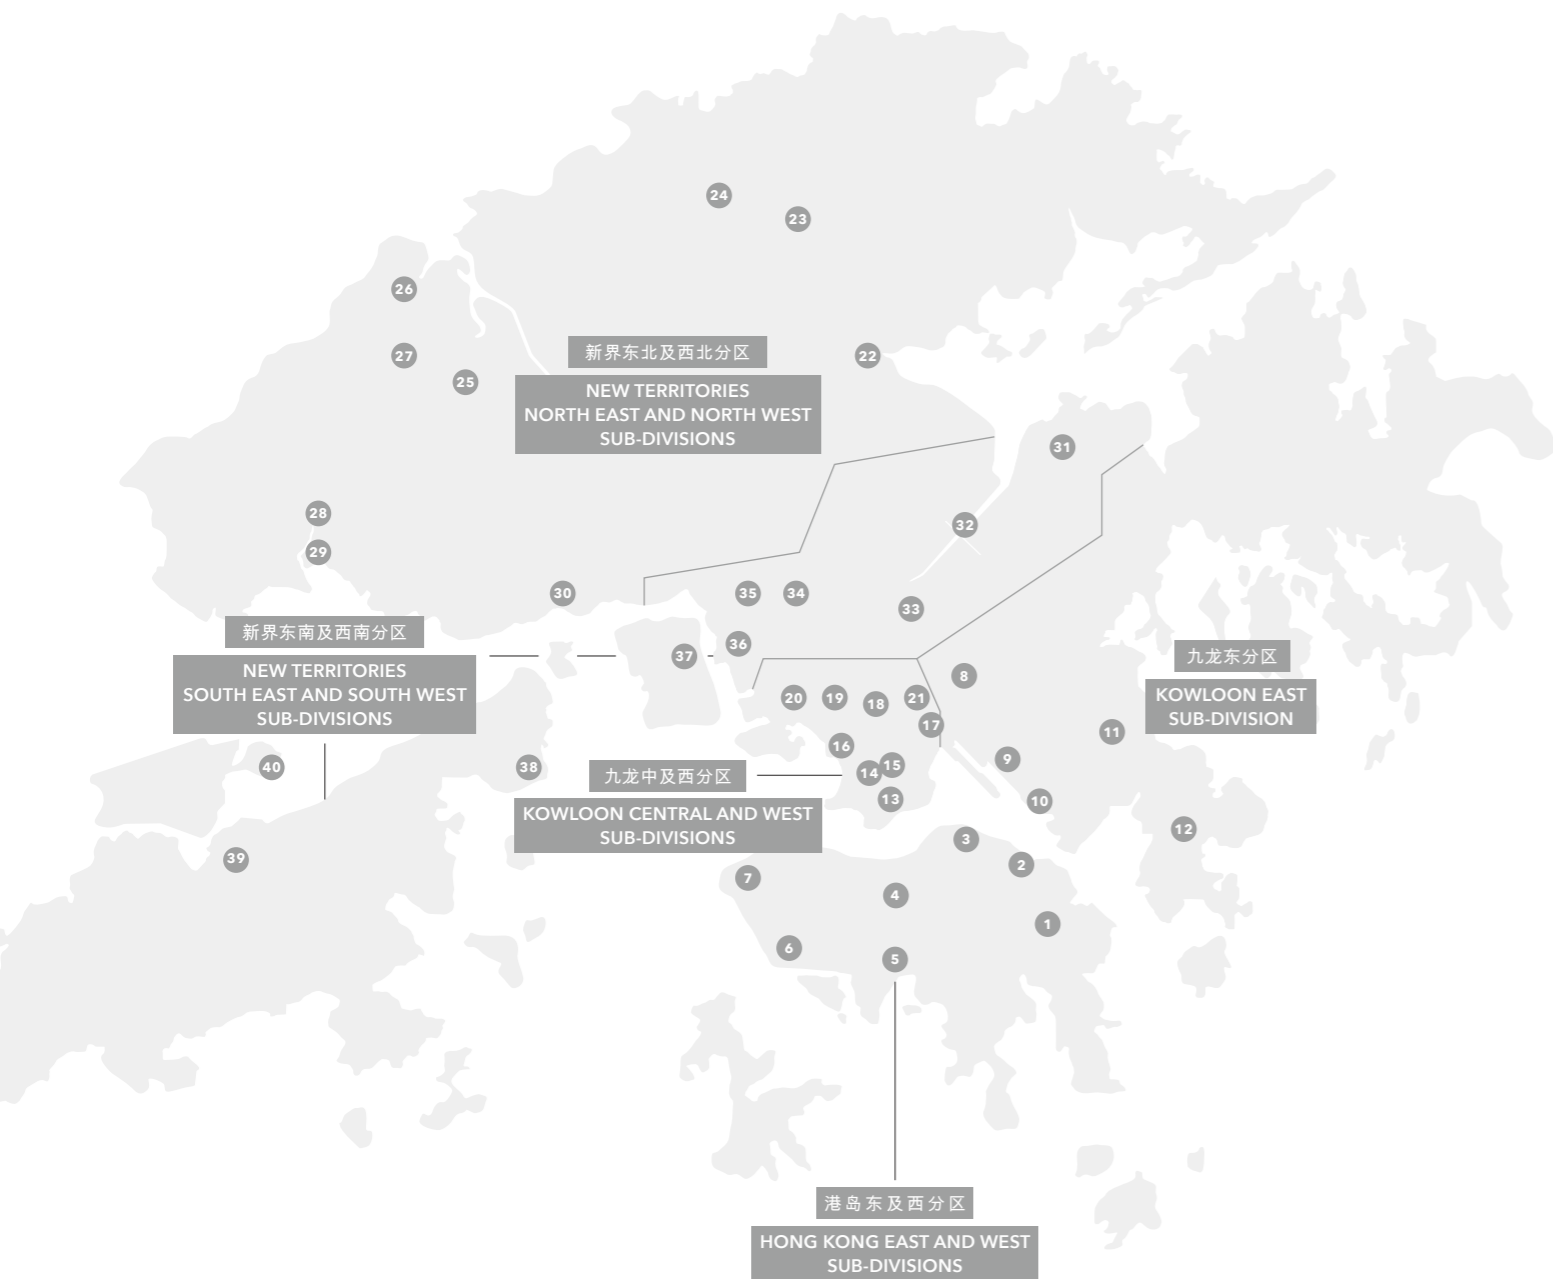 24
23
26
新界东北及西北分区
27
22
25
NEW TERRITORIES
NORTH EAST AND NORTH WEST
SUB-DIVISIONS
31
28
32
29
30
35
34
33
新界东南及西南分区
36
37
九龙东分区
NEW TERRITORIES
SOUTH EAST AND SOUTH WEST
SUB-DIVISIONS
8
KOWLOON EAST
SUB-DIVISION
20
19
18
21
17
11
16
9
40
38
九龙中及西分区
14
15
13
10
KOWLOON CENTRAL AND WEST
SUB-DIVISIONS
12
3
39
2
7
4
1
6
5
港岛东及西分区
HONG KONG EAST AND WEST
SUB-DIVISIONS